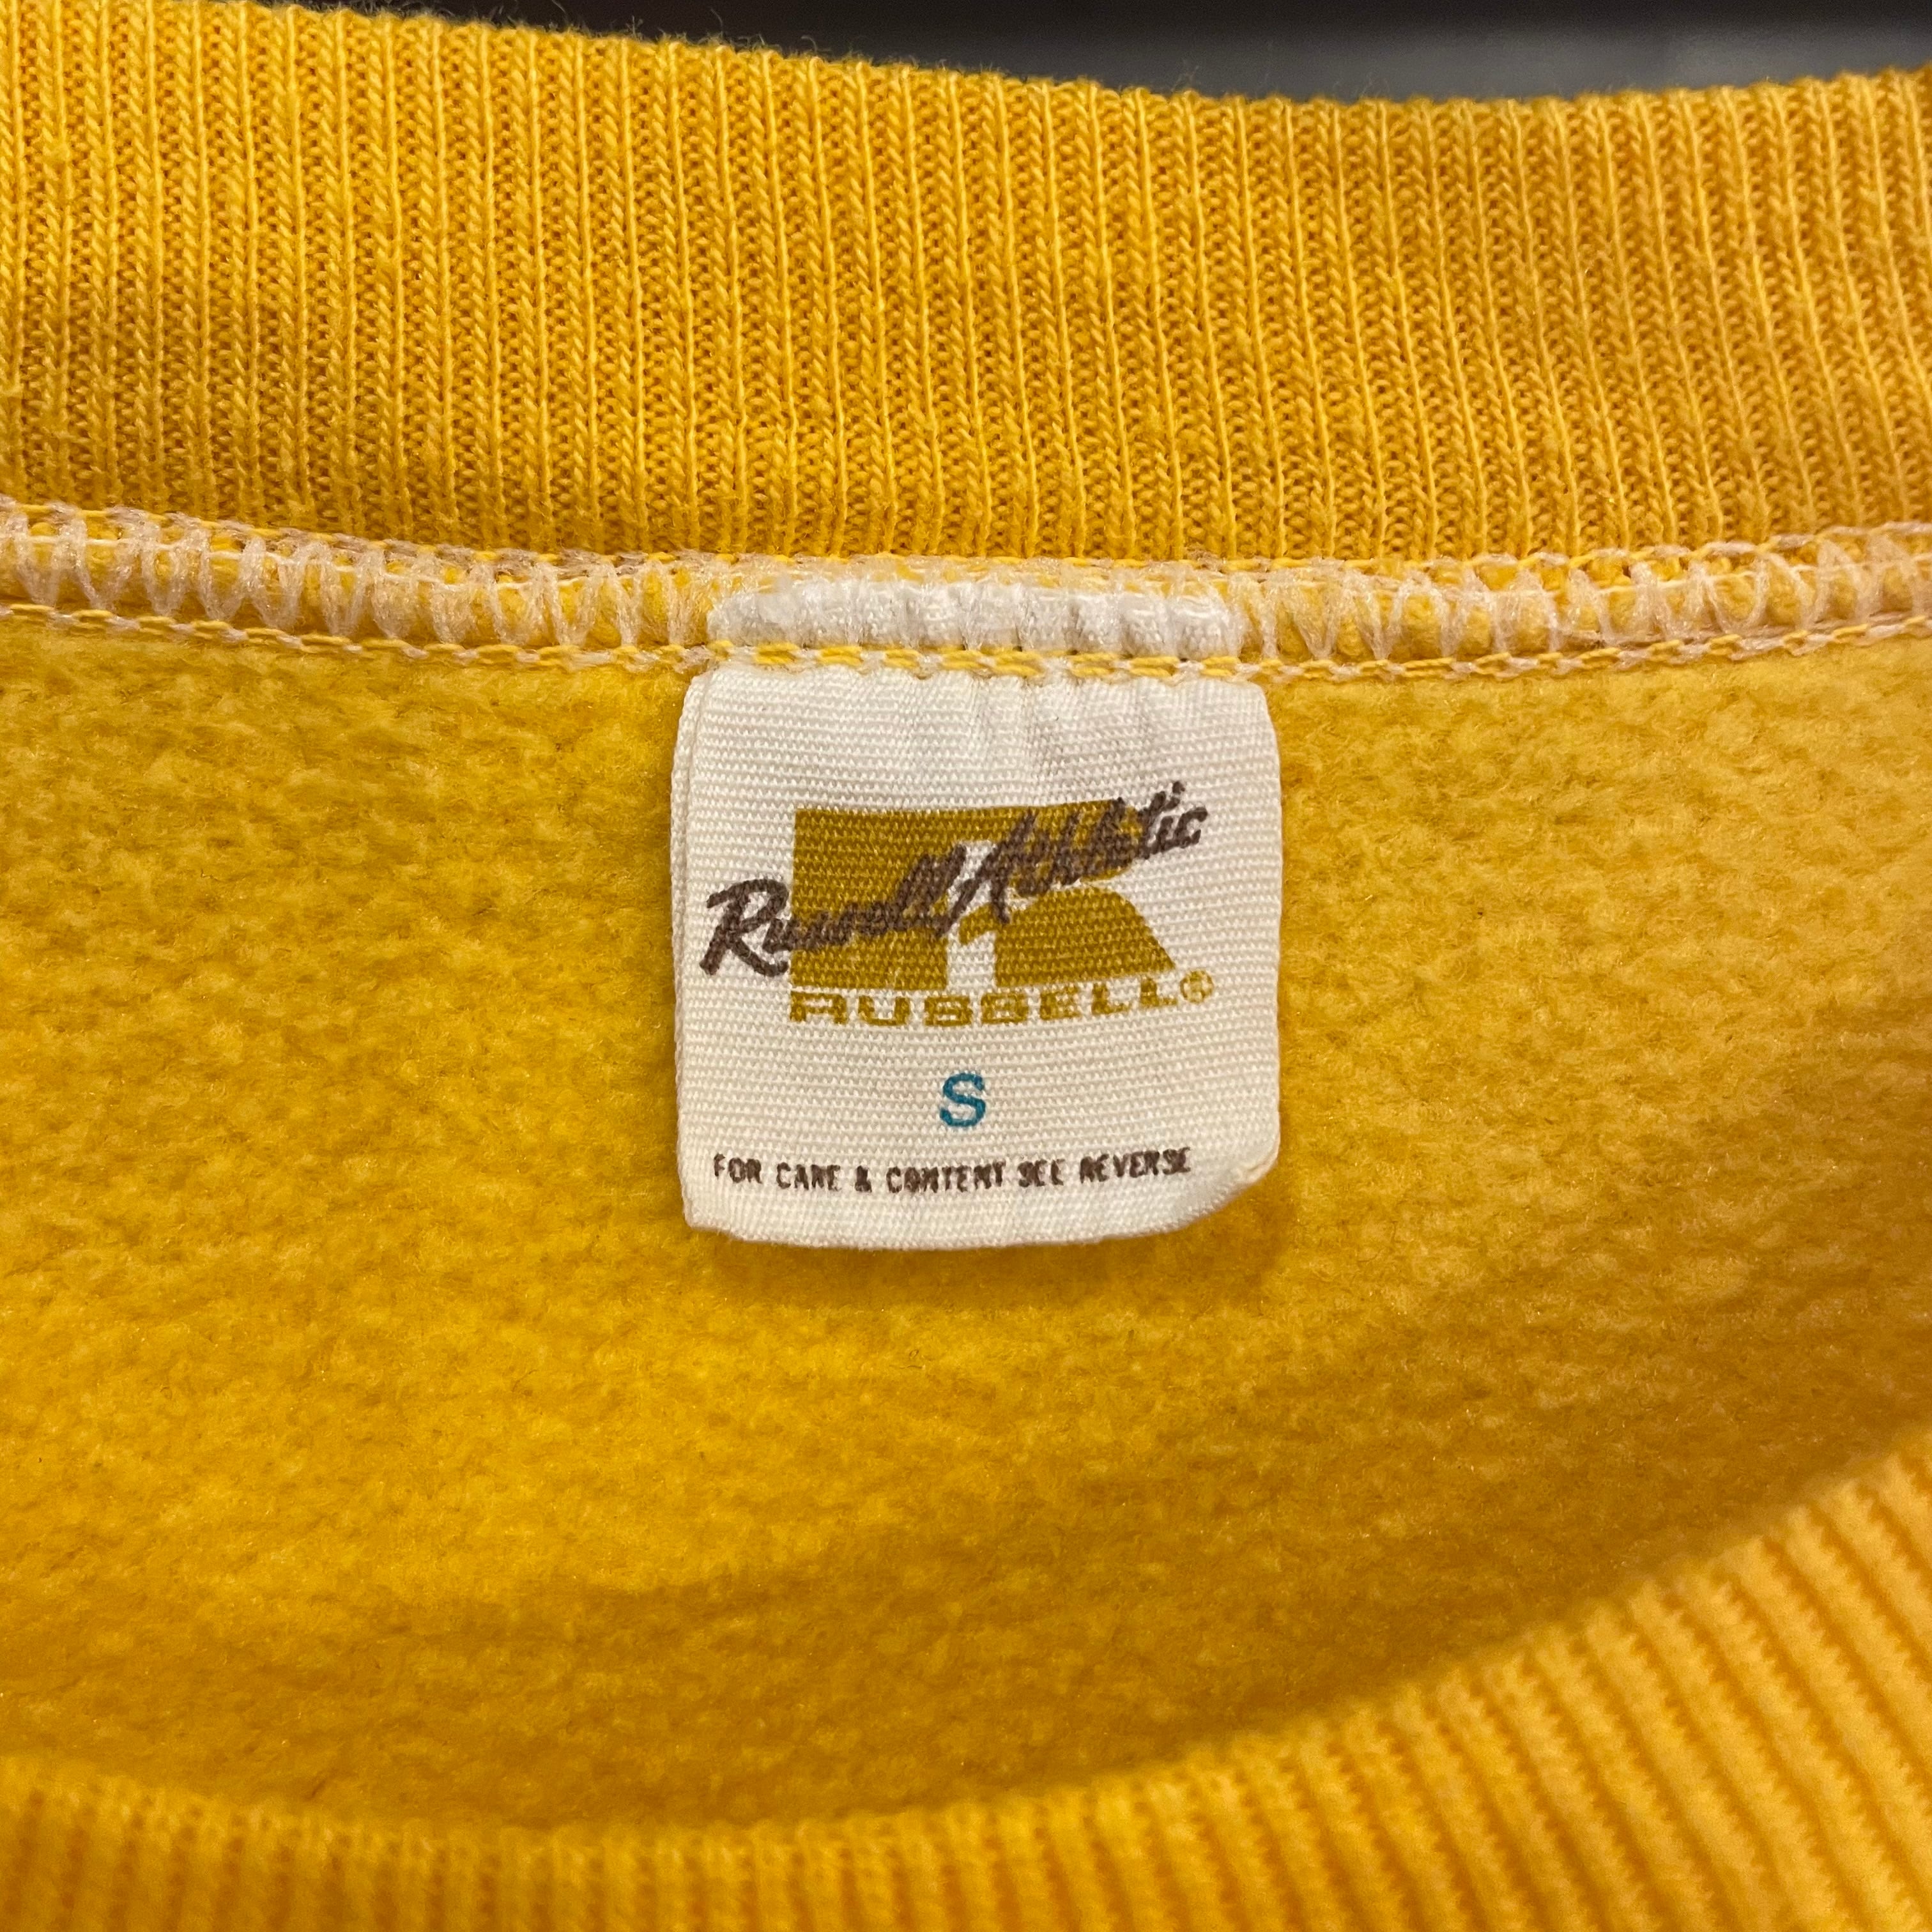 Russell Athletic
R
RUSSELL®
S
FOR CARE & CONTENT SEE REVERSE